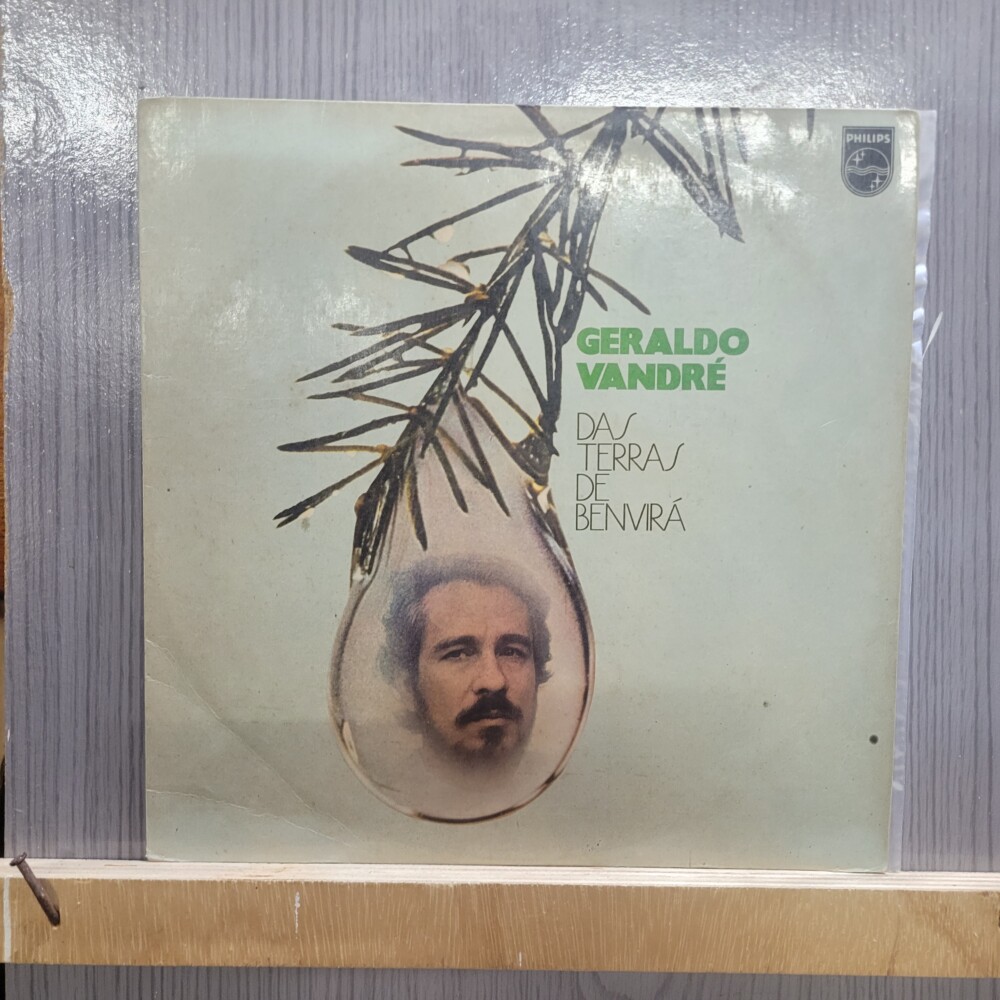 PHILIPS
GERALDO
VANDRÉ
DAS
TERRAS
DE
BENVIRÁ